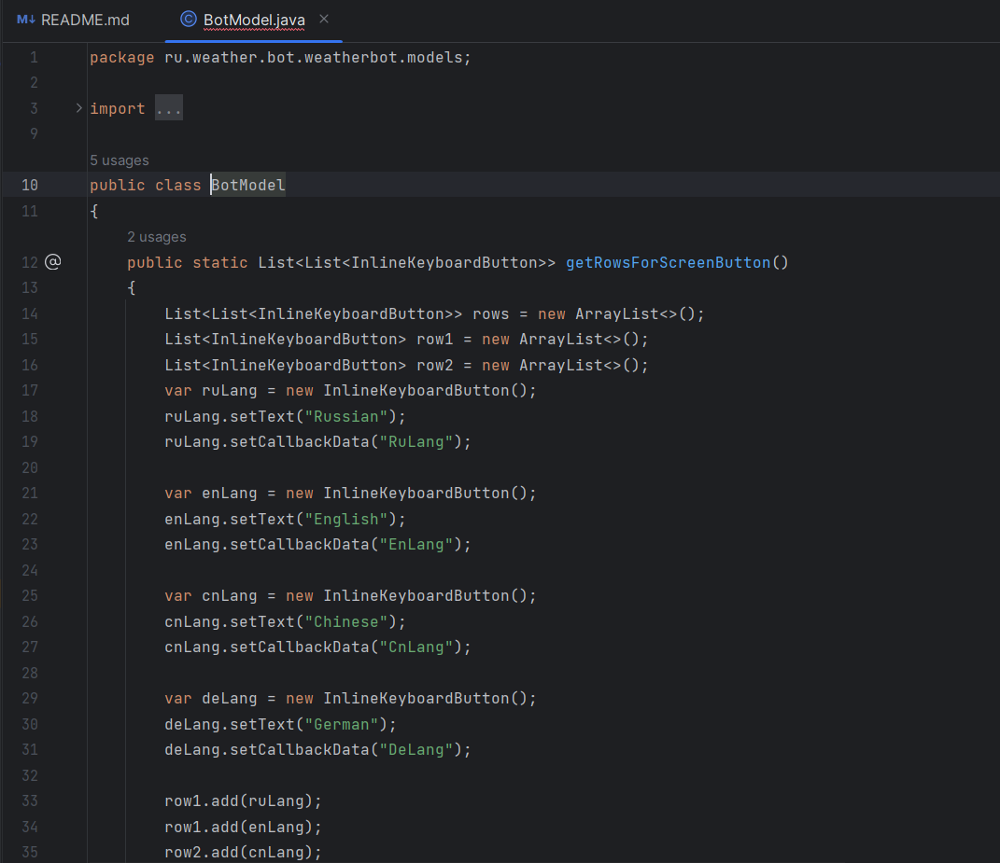 M↓ README.md
C BotModel.java ×
1 package ru.weather.bot.weatherbot.models;
2
3 > import ...
9
5 usages
10 public class BotModel
11 {
2 usages
12 @ public static List<List<InlineKeyboardButton>> getRowsForScreenButton()
13 {
14 List<List<InlineKeyboardButton>> rows = new ArrayList<>();
15 List<InlineKeyboardButton> row1 = new ArrayList<>();
16 List<InlineKeyboardButton> row2 = new ArrayList<>();
17 var ruLang = new InlineKeyboardButton();
18 ruLang.setText("Russian");
19 ruLang.setCallbackData("RuLang");
20
21 var enLang = new InlineKeyboardButton();
22 enLang.setText("English");
23 enLang.setCallbackData("EnLang");
24
25 var cnLang = new InlineKeyboardButton();
26 cnLang.setText("Chinese");
27 cnLang.setCallbackData("CnLang");
28
29 var deLang = new InlineKeyboardButton();
30 deLang.setText("German");
31 deLang.setCallbackData("DeLang");
32
33 row1.add(ruLang);
34 row1.add(enLang);
35 row2.add(cnLang);